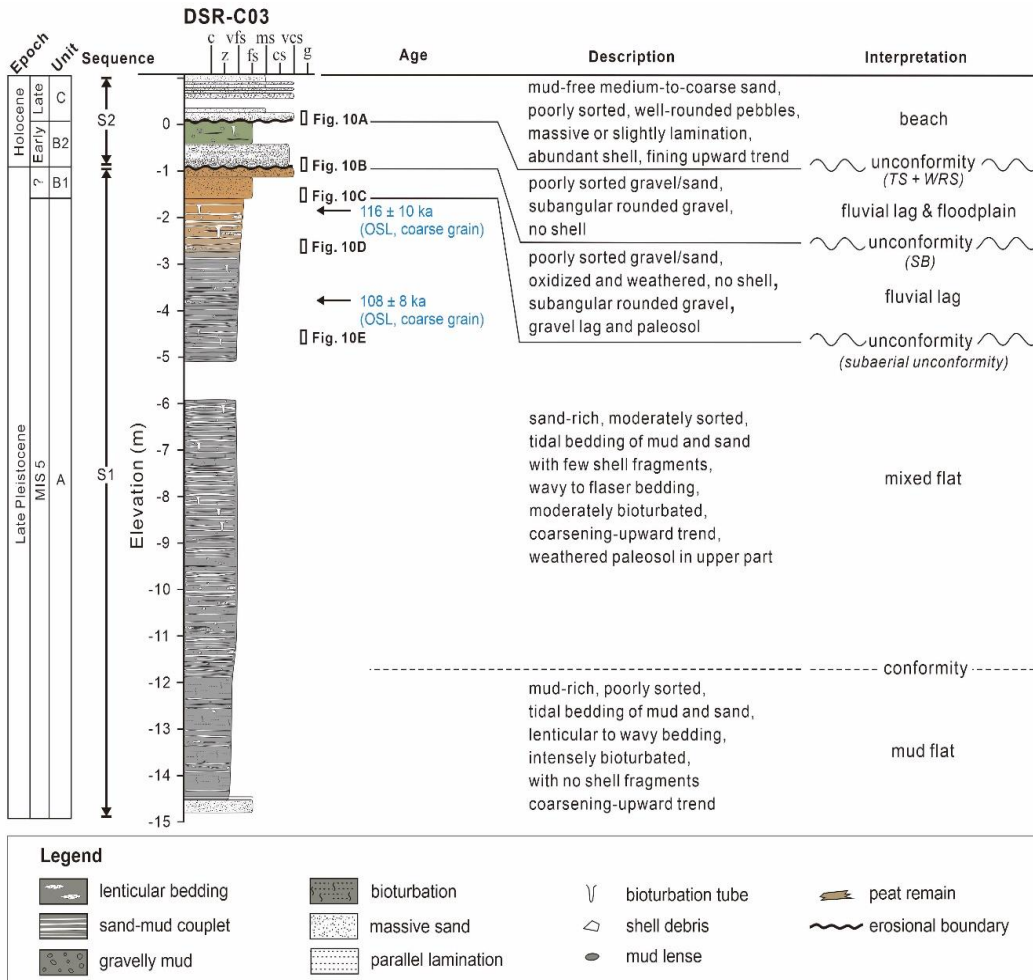 DSR-C03
c vfs ms vcs
z fs cs g
Epoch
Unit
Sequence
Age
Description
Interpretation
Holocene
Late
Early
C
B2
S2
?
B1
Late Pleistocene
MIS 5
A
S1
Elevation (m)
0
-1
-2
-3
-4
-5
-6
-7
-8
-9
-10
-11
-12
-13
-14
-15
Fig. 10A
Fig. 10B
Fig. 10C
Fig. 10D
Fig. 10E
116 ± 10 ka
(OSL, coarse grain)
108 ± 8 ka
(OSL, coarse grain)
mud-free medium-to-coarse sand,
poorly sorted, well-rounded pebbles,
massive or slightly lamination,
abundant shell, fining upward trend
beach
unconformity
(TS + WRS)
poorly sorted gravel/sand,
subangular rounded gravel,
no shell
fluvial lag & floodplain
unconformity
(SB)
poorly sorted gravel/sand,
oxidized and weathered, no shell,
subangular rounded gravel,
gravel lag and paleosol
fluvial lag
unconformity
(subaerial unconformity)
sand-rich, moderately sorted,
tidal bedding of mud and sand
with few shell fragments,
wavy to flaser bedding,
moderately bioturbated,
coarsening-upward trend,
weathered paleosol in upper part
mixed flat
conformity
mud-rich, poorly sorted,
tidal bedding of mud and sand,
lenticular to wavy bedding,
intensely bioturbated,
with no shell fragments
coarsening-upward trend
mud flat
Legend
lenticular bedding
sand-mud couplet
gravelly mud
bioturbation
massive sand
parallel lamination
bioturbation tube
shell debris
mud lense
peat remain
erosional boundary